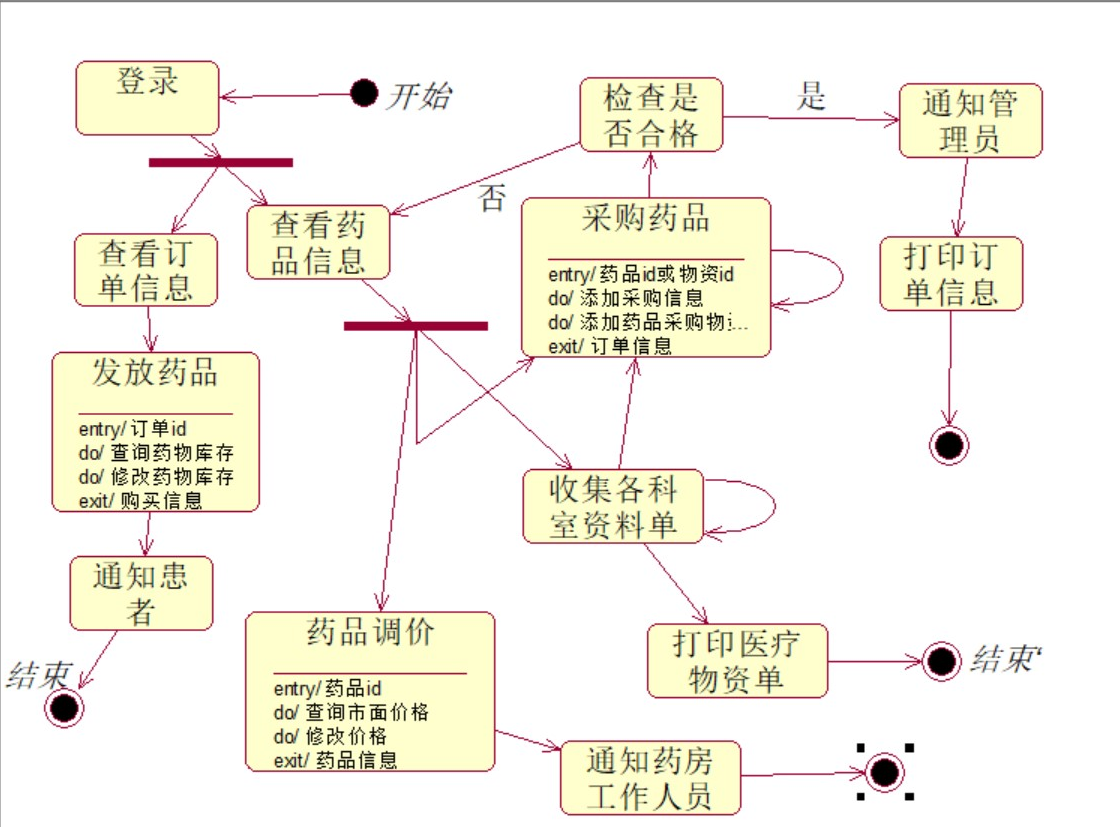 登录
开始
检查是
否合格
是
通知管
理员
否
查看药
品信息
采购药品
entry/ 药品id或物资id
do/ 添加采购信息
do/ 添加药品采购物...
exit/ 订单信息
查看订
单信息
打印订
单信息
发放药品
entry/ 订单id
do/ 查询药物库存
do/ 修改药物库存
exit/ 购买信息
收集各科
室资料单
通知患
者
结束
药品调价
entry/ 药品id
do/ 查询市面价格
do/ 修改价格
exit/ 药品信息
打印医疗
物资单
结束‘
通知药房
工作人员